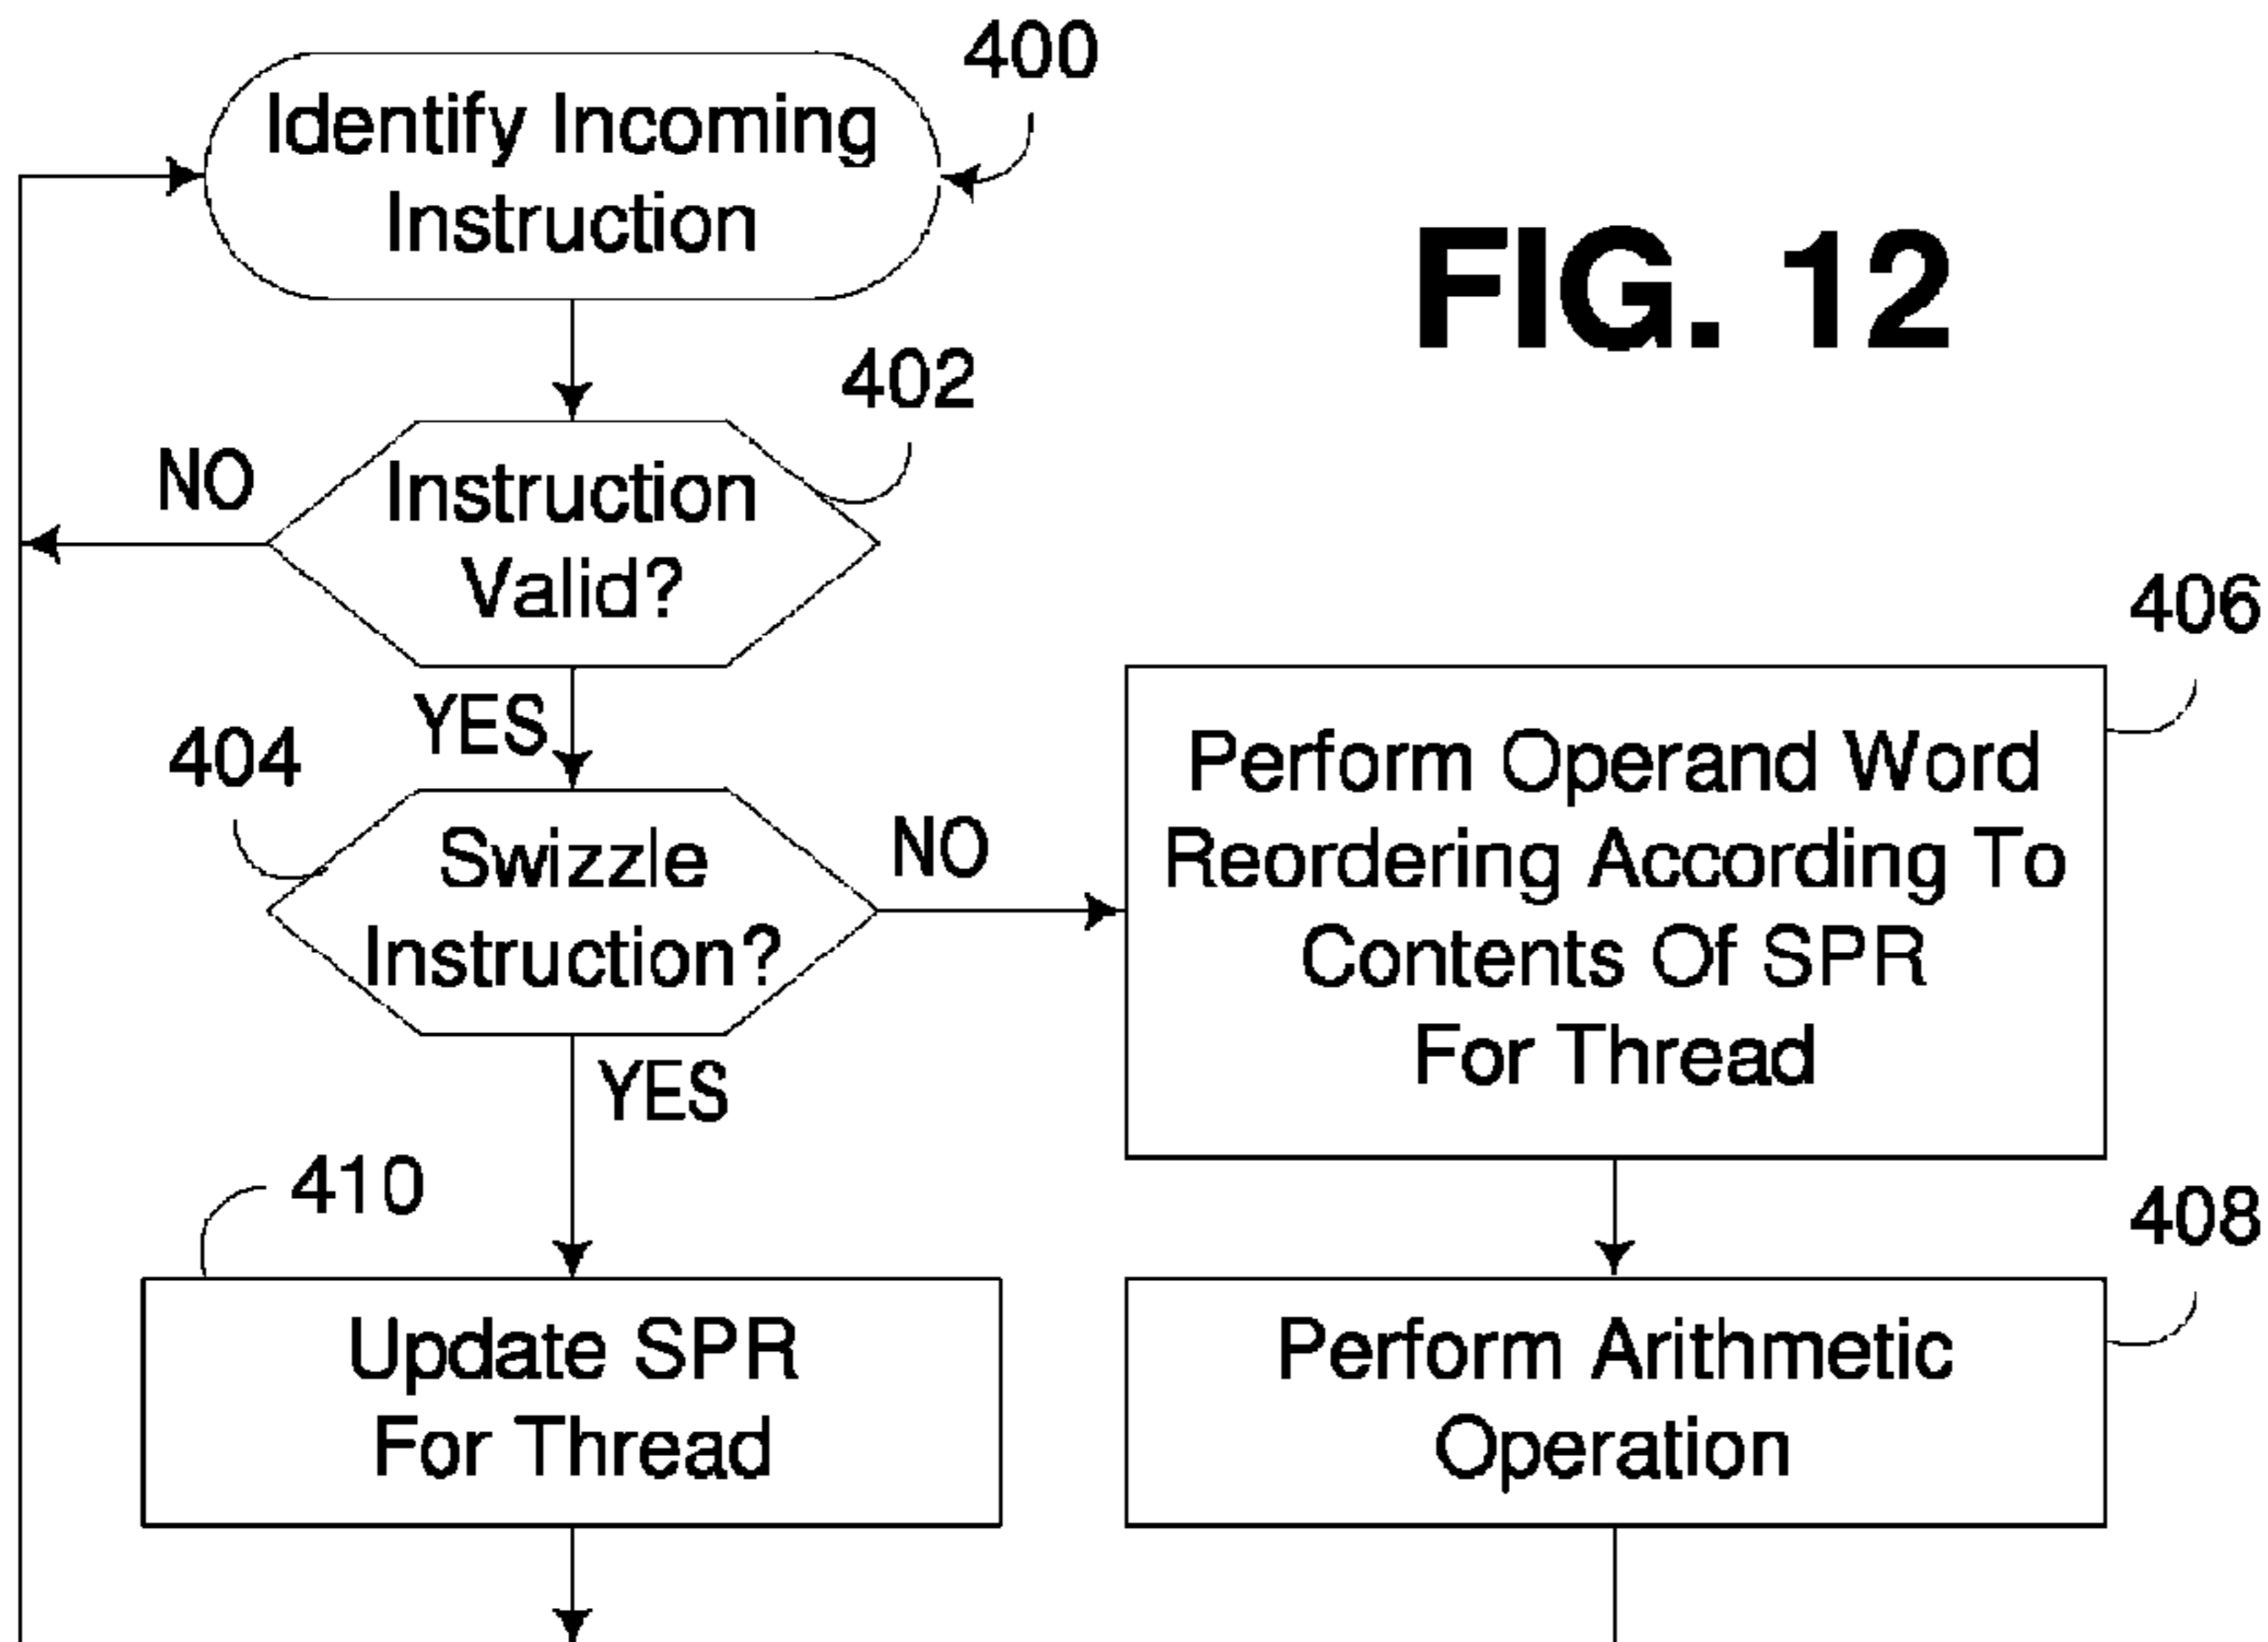 400
Identify Incoming
Instruction
FIG. 12
402
NO
Instruction
Valid?
406
YES
404
Swizzle
Instruction?
NO
Perform Operand Word
Reordering According To
Contents Of SPR
For Thread
YES
410
408
Update SPR
For Thread
Perform Arithmetic
Operation